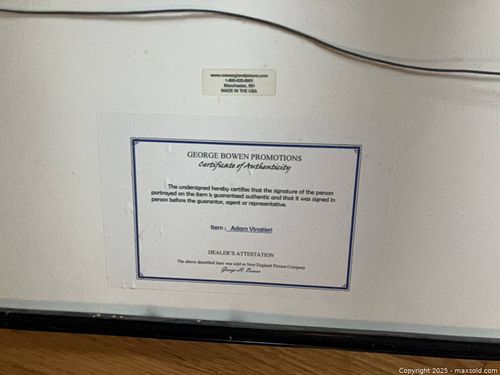 www.newenglandpicture.com
Manchester, NH
MADE IN THE USA
GEORGE BOWEN PROMOTIONS
Certificate of Authenticity
The undersigned hereby certifies that the signature of the person
portrayed on the item is guaranteed authentic and that it was signed in
person before the guarantor, agent or representative.
Item : Adam Vinatieri
DEALER'S ATTESTATION
The above described item was sold to New England Picture Company
George H. Bowen
Copyright 2025 - maxsold.com